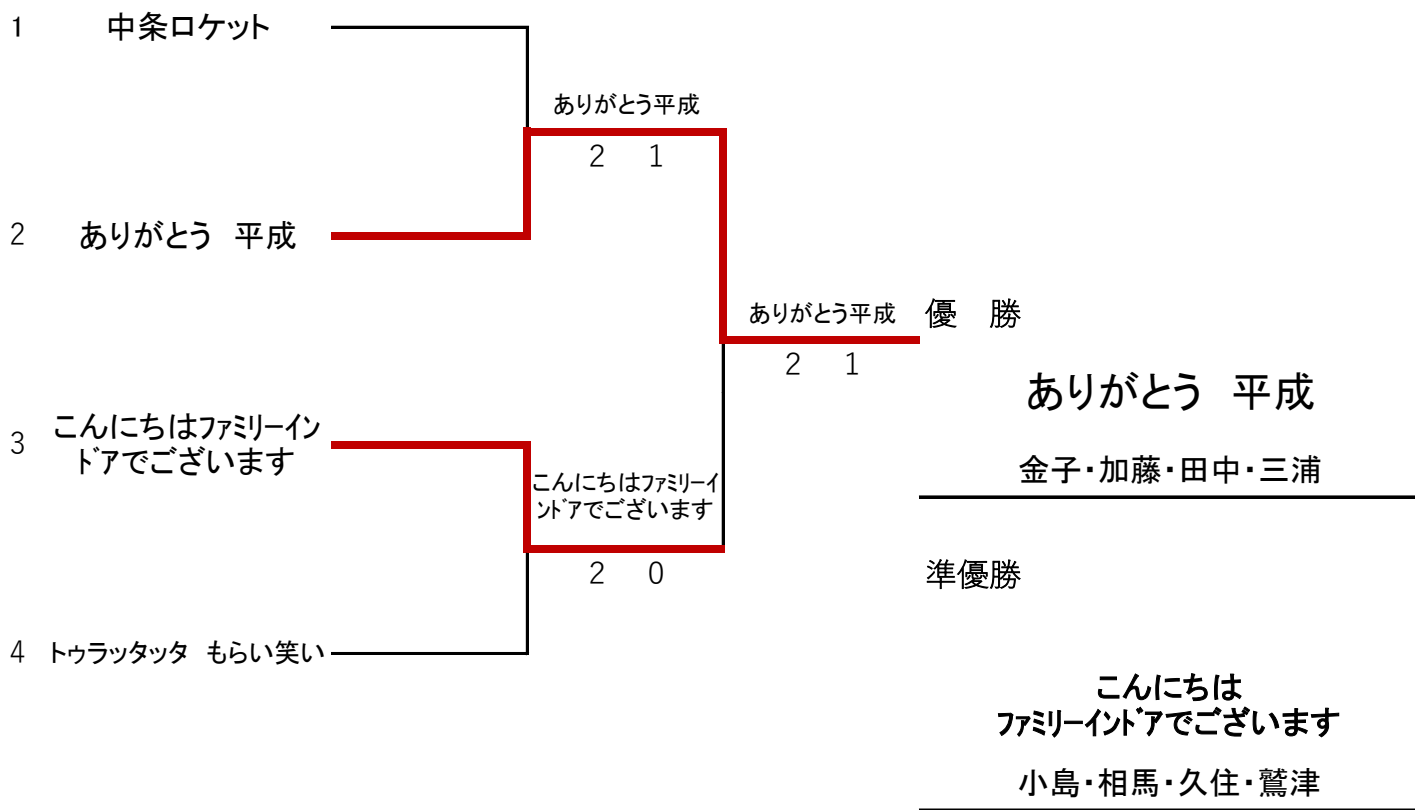 1 中条ロケット
ありがとう平成
2 1
2 ありがとう 平成
ありがとう平成
2 1
優 勝
ありがとう 平成
金子・加藤・田中・三浦
3 こんにちはファミリーイン
ドアでございます
こんにちはファミリーイ
ンドアでございます
2 0
準優勝
4 トゥラッタッタ もらい笑い
こんにちは
ファミリーインドアでございます
小島・相馬・久住・鷲津